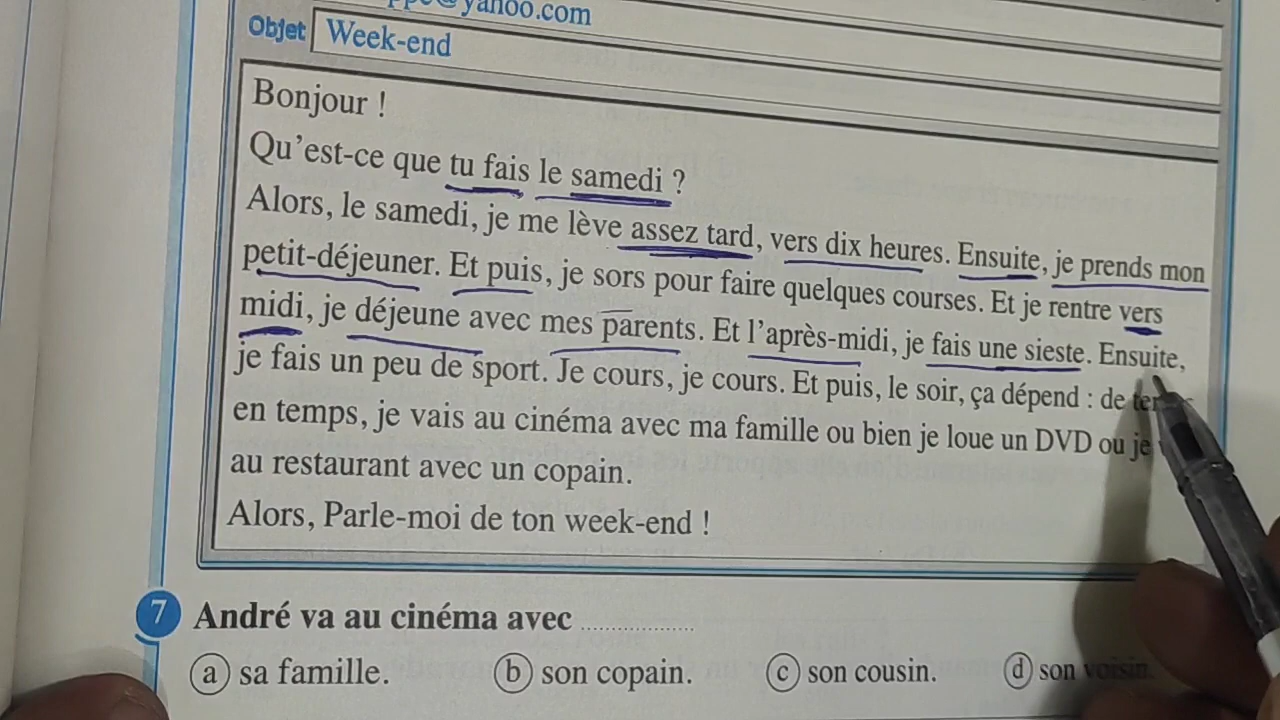 @yahoo.com
Objet Week-end
Bonjour !
Qu'est-ce que tu fais le samedi ?
Alors, le samedi, je me lève assez tard, vers dix heures. Ensuite, je prends mon
petit-déjeuner. Et puis, je sors pour faire quelques courses. Et je rentre vers
midi, je déjeune avec mes parents. Et l'après-midi, je fais une sieste. Ensuite,
je fais un peu de sport. Je cours, je cours. Et puis, le soir, ça dépend : de
en temps, je vais au cinéma avec ma famille ou bien je loue un DVD ou je
au restaurant avec un copain.
Alors, Parle-moi de ton week-end !
7 André va au cinéma avec ..................
a sa famille. b son copain. c son cousin. d son voisin.